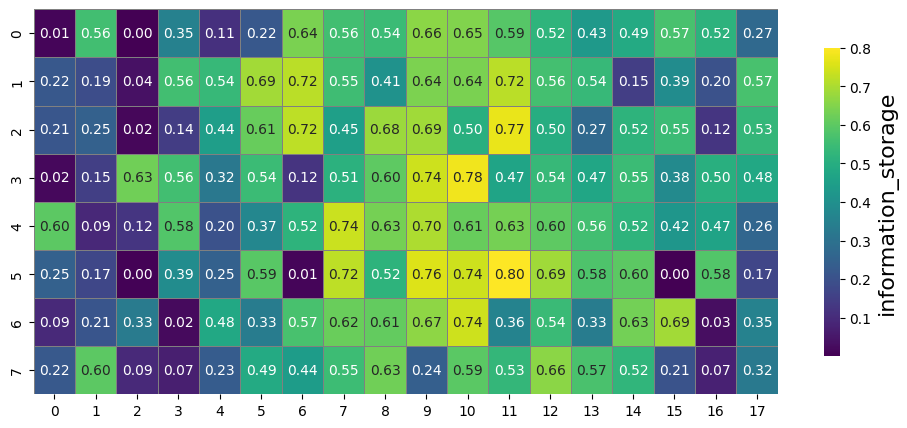 0 0.01 0.56 0.00 0.35 0.11 0.22 0.64 0.56 0.54 0.66 0.65 0.59 0.52 0.43 0.49 0.57 0.52 0.27
1 0.22 0.19 0.04 0.56 0.54 0.69 0.72 0.55 0.41 0.64 0.64 0.72 0.56 0.54 0.15 0.39 0.20 0.57
2 0.21 0.25 0.02 0.14 0.44 0.61 0.72 0.45 0.68 0.69 0.50 0.77 0.50 0.27 0.52 0.55 0.12 0.53
3 0.02 0.15 0.63 0.56 0.32 0.54 0.12 0.51 0.60 0.74 0.78 0.47 0.54 0.47 0.55 0.38 0.50 0.48
4 0.60 0.09 0.12 0.58 0.20 0.37 0.52 0.74 0.63 0.70 0.61 0.63 0.60 0.56 0.52 0.42 0.47 0.26
5 0.25 0.17 0.00 0.39 0.25 0.59 0.01 0.72 0.52 0.76 0.74 0.80 0.69 0.58 0.60 0.00 0.58 0.17
6 0.09 0.21 0.33 0.02 0.48 0.33 0.57 0.62 0.61 0.67 0.74 0.36 0.54 0.33 0.63 0.69 0.03 0.35
7 0.22 0.60 0.09 0.07 0.23 0.49 0.44 0.55 0.63 0.24 0.59 0.53 0.66 0.57 0.52 0.21 0.07 0.32
0 1 2 3 4 5 6 7 8 9 10 11 12 13 14 15 16 17
0.8
0.7
0.6
0.5
0.4
0.3
0.2
0.1
information_storage